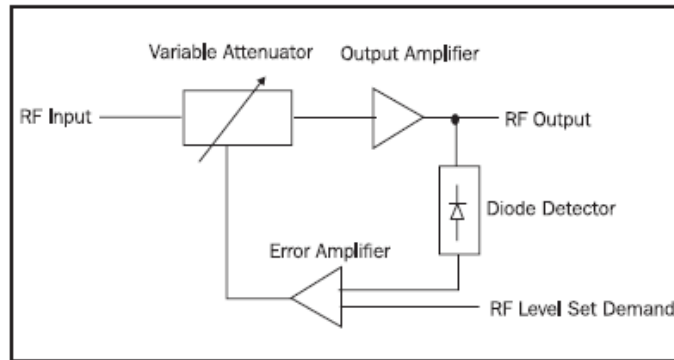 Variable Attenuator
Output Amplifier
RF Input
RF Output
Diode Detector
Error Amplifier
RF Level Set Demand